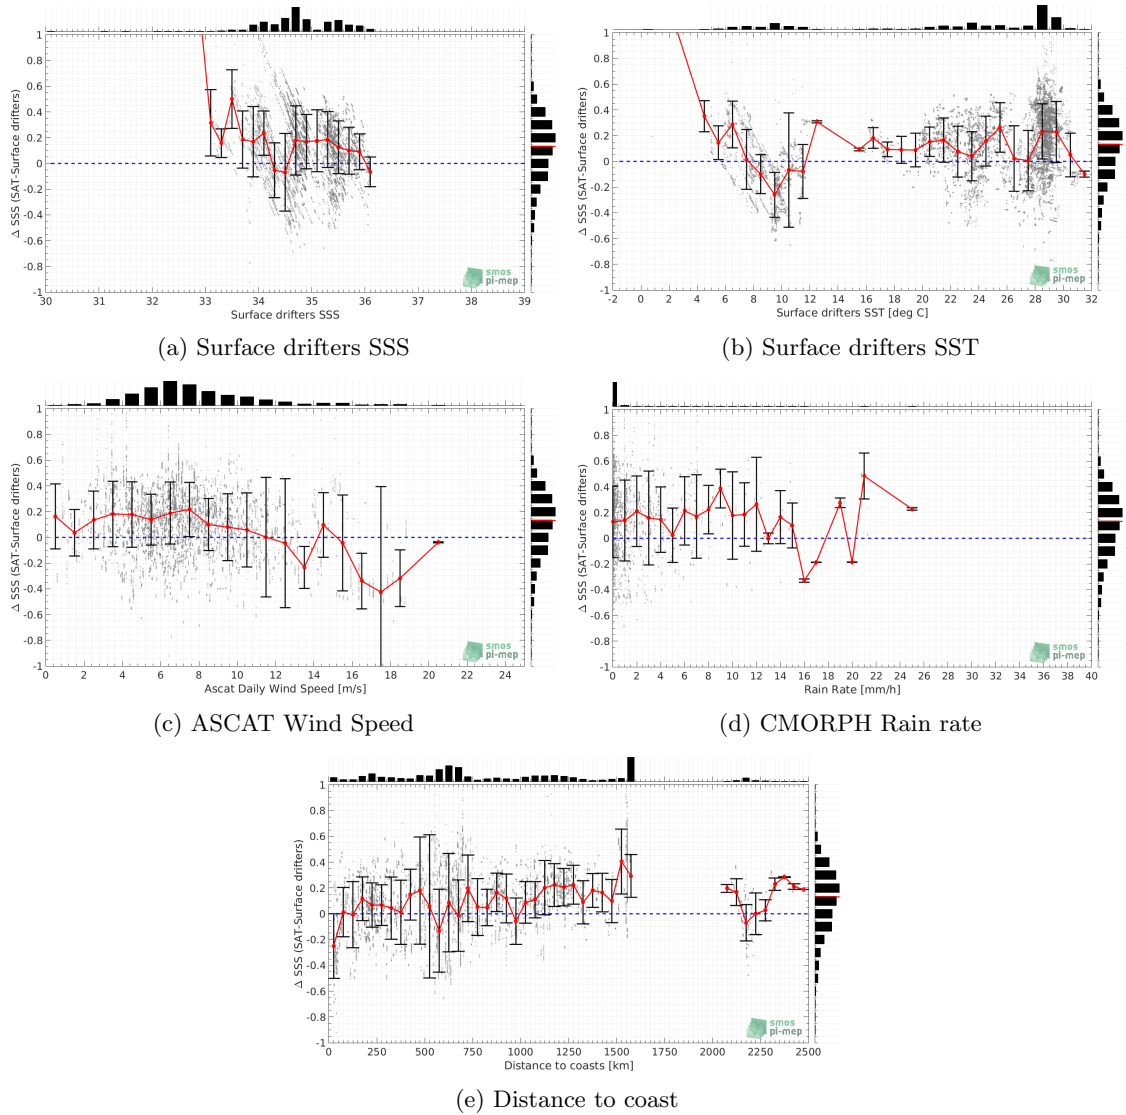 1
0.8
0.6
0.4
0.2
0
-0.2
-0.4
-0.6
-0.8
-1
Δ SSS (SAT-Surface drifters)
30 31 32 33 34 35 36 37 38 39
Surface drifters SSS
smos
pi-mep
(a) Surface drifters SSS
1
0.8
0.6
0.4
0.2
0
-0.2
-0.4
-0.6
-0.8
-1
Δ SSS (SAT-Surface drifters)
-2 0 2 4 6 8 10 12 14 16 18 20 22 24 26 28 30 32
Surface drifters SST [deg C]
smos
pi-mep
(b) Surface drifters SST
1
0.8
0.6
0.4
0.2
0
-0.2
-0.4
-0.6
-0.8
-1
Δ SSS (SAT-Surface drifters)
0 2 4 6 8 10 12 14 16 18 20 22 24
Ascat Daily Wind Speed [m/s]
smos
pi-mep
(c) ASCAT Wind Speed
1
0.8
0.6
0.4
0.2
0
-0.2
-0.4
-0.6
-0.8
-1
Δ SSS (SAT-Surface drifters)
0 2 4 6 8 10 12 14 16 18 20 22 24 26 28 30 32 34 36 38 40
Rain Rate [mm/h]
smos
pi-mep
(d) CMORPH Rain rate
1
0.8
0.6
0.4
0.2
0
-0.2
-0.4
-0.6
-0.8
-1
Δ SSS (SAT-Surface drifters)
0 250 500 750 1000 1250 1500 1750 2000 2250 2500
Distance to coasts [km]
smos
pi-mep
(e) Distance to coast